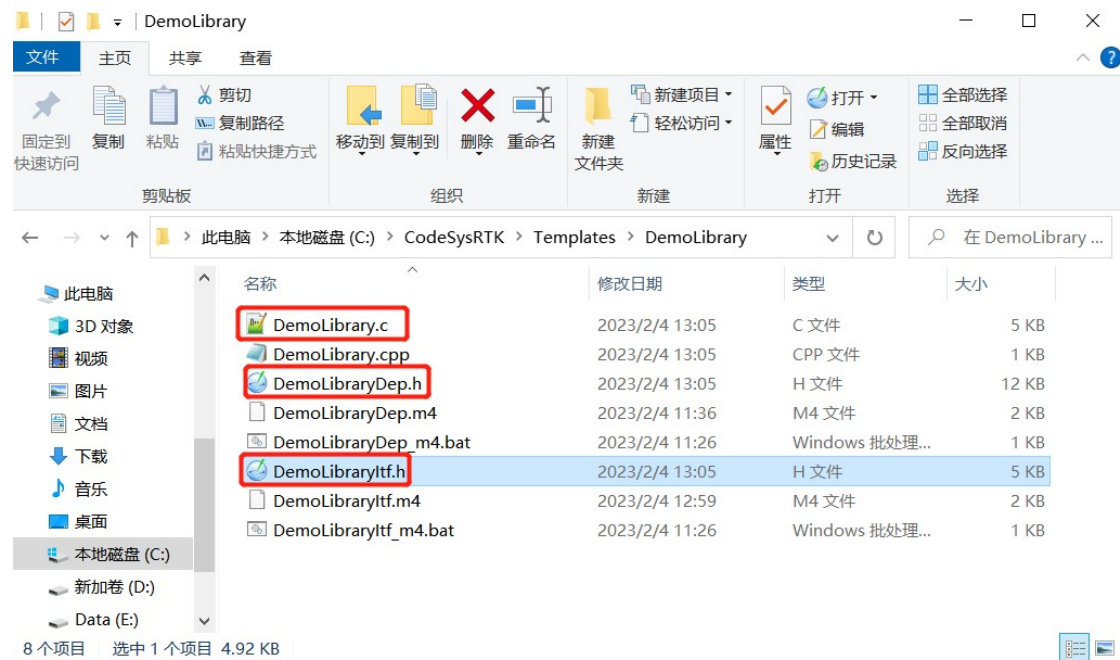 DemoLibrary
文件 主页 共享 查看
固定到
快速访问
复制
粘贴
剪切
复制路径
粘贴快捷方式
剪贴板
移动到 复制到 删除 重命名
组织
新建
文件夹
新建项目
轻松访问
新建
属性
打开
编辑
历史记录
打开
全部选择
全部取消
反向选择
选择
此电脑 > 本地磁盘 (C:) > CodeSysRTK > Templates > DemoLibrary
在 DemoLibrary ...
此电脑
3D 对象
视频
图片
文档
下载
音乐
桌面
本地磁盘 (C:)
新加卷 (D:)
Data (E:)
名称 修改日期 类型 大小
DemoLibrary.c 2023/2/4 13:05 C 文件 5 KB
DemoLibrary.cpp 2023/2/4 13:05 CPP 文件 1 KB
DemoLibraryDep.h 2023/2/4 13:05 H 文件 12 KB
DemoLibraryDep.m4 2023/2/4 11:36 M4 文件 2 KB
DemoLibraryDep_m4.bat 2023/2/4 11:26 Windows 批处理... 1 KB
DemoLibraryItf.h 2023/2/4 13:05 H 文件 5 KB
DemoLibraryItf.m4 2023/2/4 12:59 M4 文件 2 KB
DemoLibraryItf_m4.bat 2023/2/4 11:26 Windows 批处理... 1 KB
8 个项目 选中 1 个项目 4.92 KB